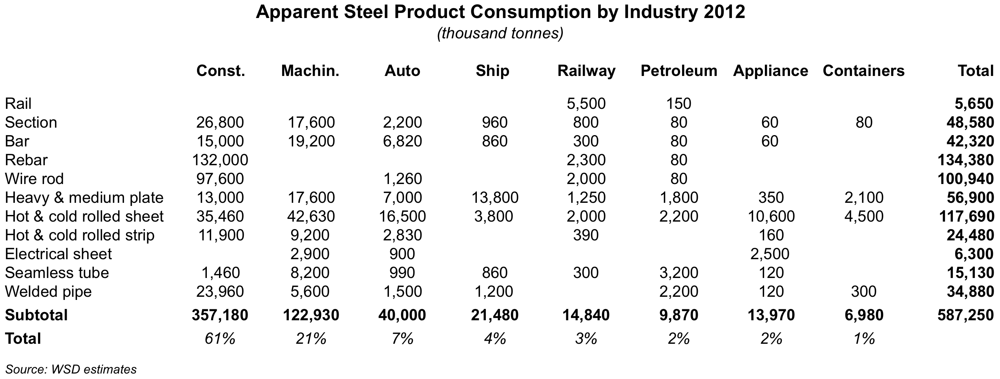 Apparent Steel Product Consumption by Industry 2012
(thousand tonnes)
Const. Machin. Auto Ship Railway Petroleum Appliance Containers Total
Rail 5,500 150 5,650
Section 26,800 17,600 2,200 960 800 80 60 80 48,580
Bar 15,000 19,200 6,820 860 300 80 60 42,320
Rebar 132,000 2,300 80 134,380
Wire rod 97,600 1,260 2,000 80 100,940
Heavy & medium plate 13,000 17,600 7,000 13,800 1,250 1,800 350 2,100 56,900
Hot & cold rolled sheet 35,460 42,630 16,500 3,800 2,000 2,200 10,600 4,500 117,690
Hot & cold rolled strip 11,900 9,200 2,830 390 160 24,480
Electrical sheet 2,900 900 2,500 6,300
Seamless tube 1,460 8,200 990 860 300 3,200 120 15,130
Welded pipe 23,960 5,600 1,500 1,200 2,200 120 300 34,880
Subtotal 357,180 122,930 40,000 21,480 14,840 9,870 13,970 6,980 587,250
Total 61% 21% 7% 4% 3% 2% 2% 1%
Source: WSD estimates